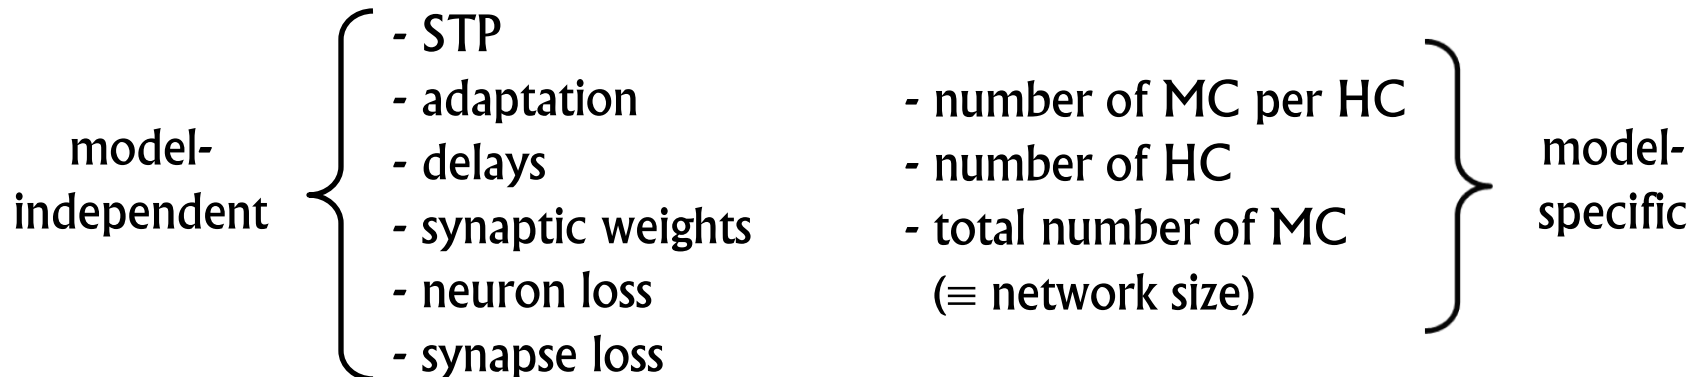 model-
independent
- STP
- adaptation
- delays
- synaptic weights
- neuron loss
- synapse loss
- number of MC per HC
- number of HC
- total number of MC
(≡ network size)
model-
specific